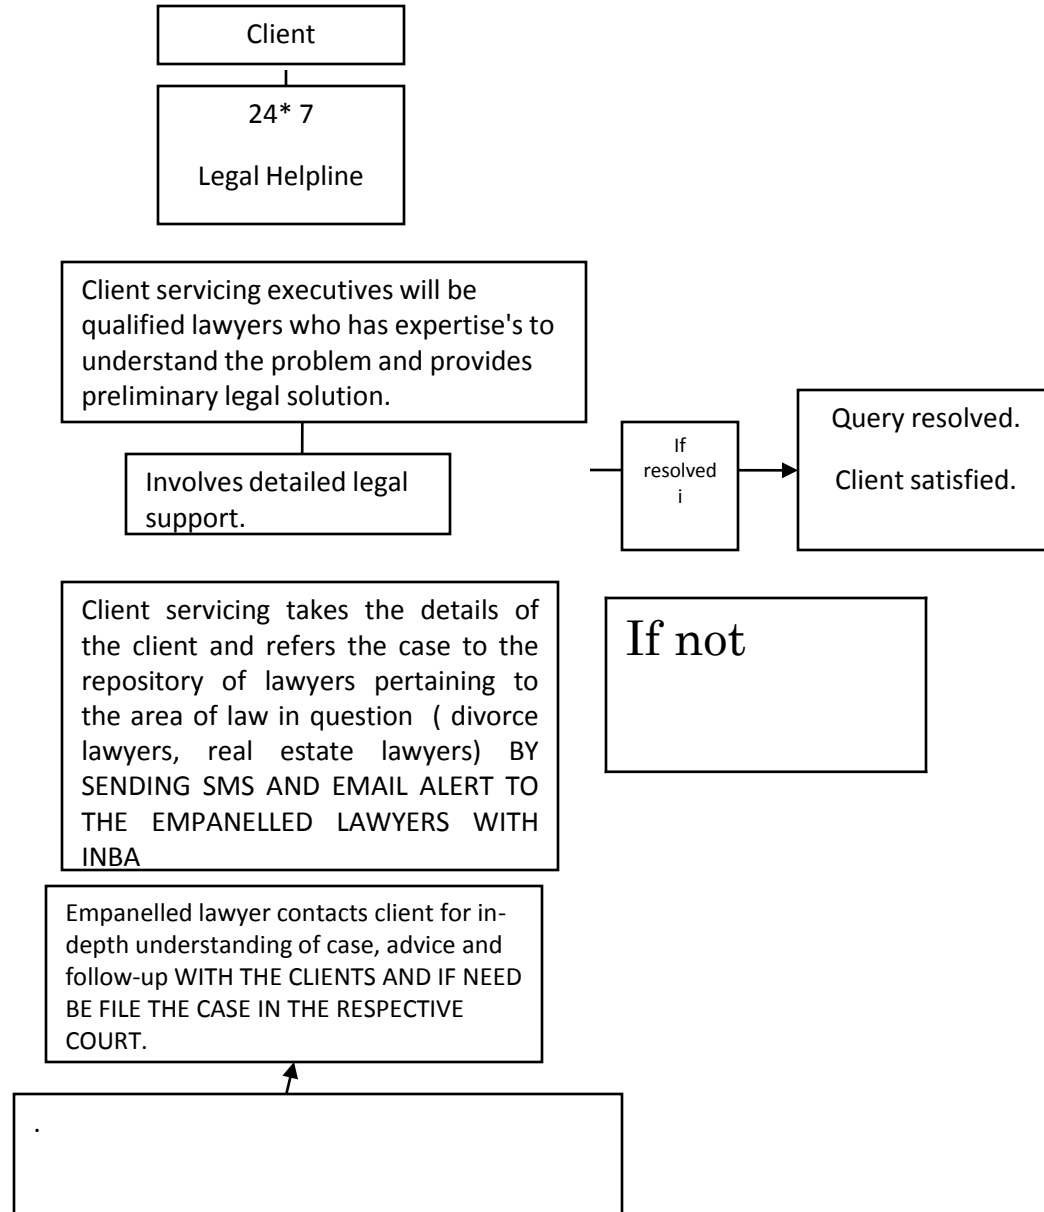 Client
24* 7
Legal Helpline
Client servicing executives will be
qualified lawyers who has expertise's to
understand the problem and provides
preliminary legal solution.
If
resolved
i
Query resolved.
Client satisfied.
Involves detailed legal
support.
Client servicing takes the details of
the client and refers the case to the
repository of lawyers pertaining to
the area of law in question ( divorce
lawyers, real estate lawyers) BY
SENDING SMS AND EMAIL ALERT TO
THE EMPANELLED LAWYERS WITH
INBA
If not
Empanelled lawyer contacts client for in-
depth understanding of case, advice and
follow-up WITH THE CLIENTS AND IF NEED
BE FILE THE CASE IN THE RESPECTIVE
COURT.
.